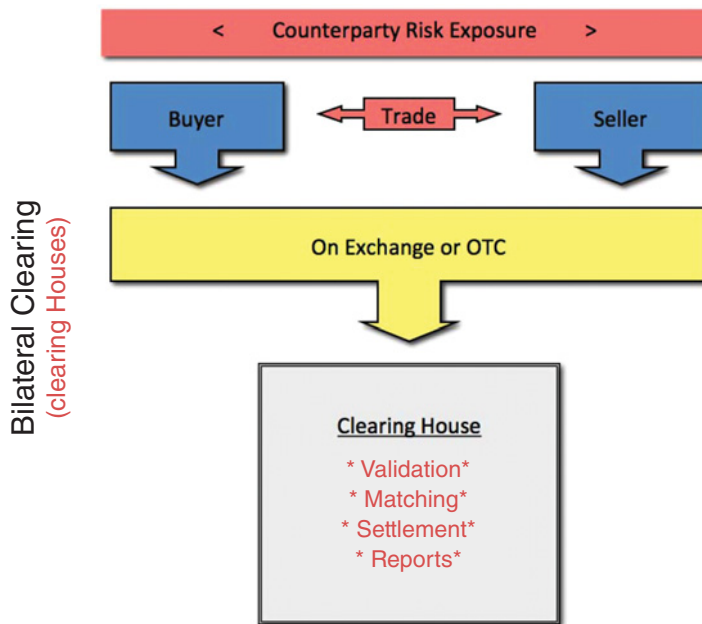 < Counterparty Risk Exposure >
Buyer
Trade
Seller
Bilateral Clearing
(clearing Houses)
On Exchange or OTC
Clearing House
* Validation*
* Matching*
* Settlement*
* Reports*